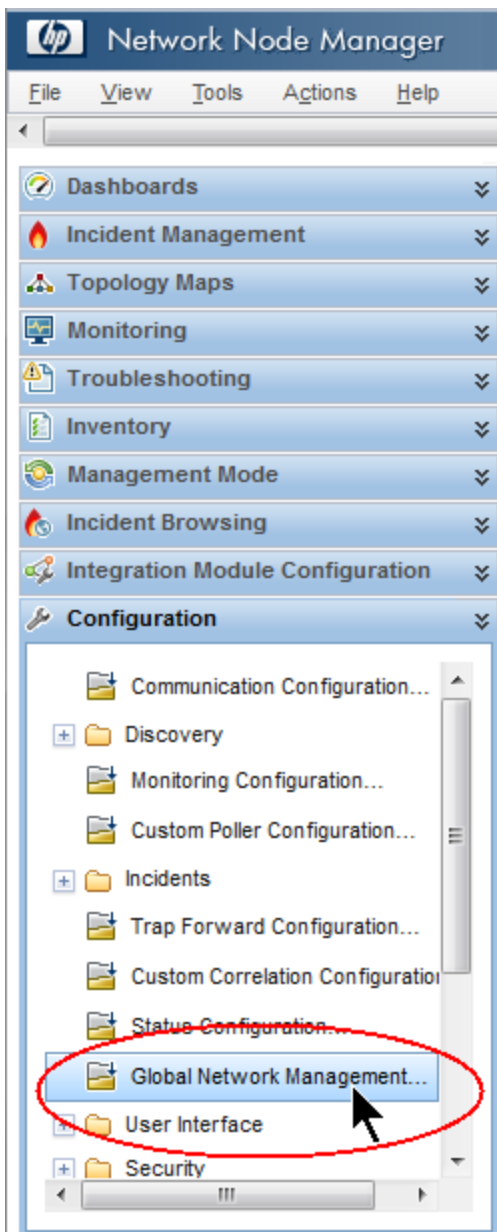 hp Network Node Manager
File View Tools Actions Help
Dashboards
Incident Management
Topology Maps
Monitoring
Troubleshooting
Inventory
Management Mode
Incident Browsing
Integration Module Configuration
Configuration
Communication Configuration...
Discovery
Monitoring Configuration...
Custom Poller Configuration...
Incidents
Trap Forward Configuration...
Custom Correlation Configuration
Status Configuration...
Global Network Management...
User Interface
Security